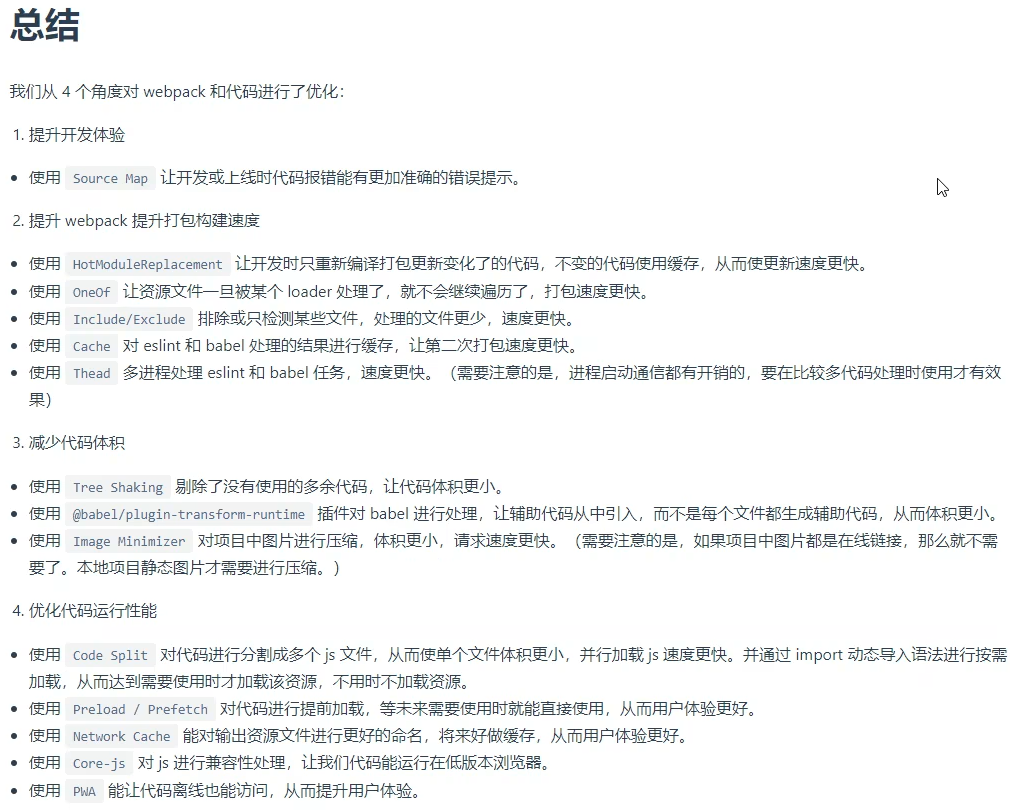 总结
我们从 4 个角度对 webpack 和代码进行了优化：
1. 提升开发体验
• 使用 Source Map 让开发或上线时代码报错能有更加准确的错误提示。
2. 提升 webpack 提升打包构建速度
• 使用 HotModuleReplacement 让开发时只重新编译打包更新变化了的代码，不变的代码使用缓存，从而使更新速度更快。
• 使用 OneOf 让资源文件一旦被某个 loader 处理了，就不会继续遍历了，打包速度更快。
• 使用 Include/Exclude 排除或只检测某些文件，处理的文件更少，速度更快。
• 使用 Cache 对 eslint 和 babel 处理的结果进行缓存，让第二次打包速度更快。
• 使用 Thead 多进程处理 eslint 和 babel 任务，速度更快。（需要注意的是，进程启动通信都有开销的，要在比较多代码处理时使用才有效
果）
3. 减少代码体积
• 使用 Tree Shaking 剔除了没有使用的多余代码，让代码体积更小。
• 使用 @babel/plugin-transform-runtime 插件对 babel 进行处理，让辅助代码从中引入，而不是每个文件都生成辅助代码，从而体积更小。
• 使用 Image Minimizer 对项目中图片进行压缩，体积更小，请求速度更快。（需要注意的是，如果项目中图片都是在线链接，那么就不需
要了。本地项目静态图片才需要进行压缩。）
4. 优化代码运行性能
• 使用 Code Split 对代码进行分割成多个 js 文件，从而使单个文件体积更小，并行加载 js 速度更快。并通过 import 动态导入语法进行按需
加载，从而达到需要使用时才加载该资源，不用时不加载资源。
• 使用 Preload / Prefetch 对代码进行提前加载，等未来需要使用时就能直接使用，从而用户体验更好。
• 使用 Network Cache 能对输出资源文件进行更好的命名，将来好做缓存，从而用户体验更好。
• 使用 Core-js 对 js 进行兼容性处理，让我们代码能运行在低版本浏览器。
• 使用 PWA 能让代码离线也能访问，从而提升用户体验。